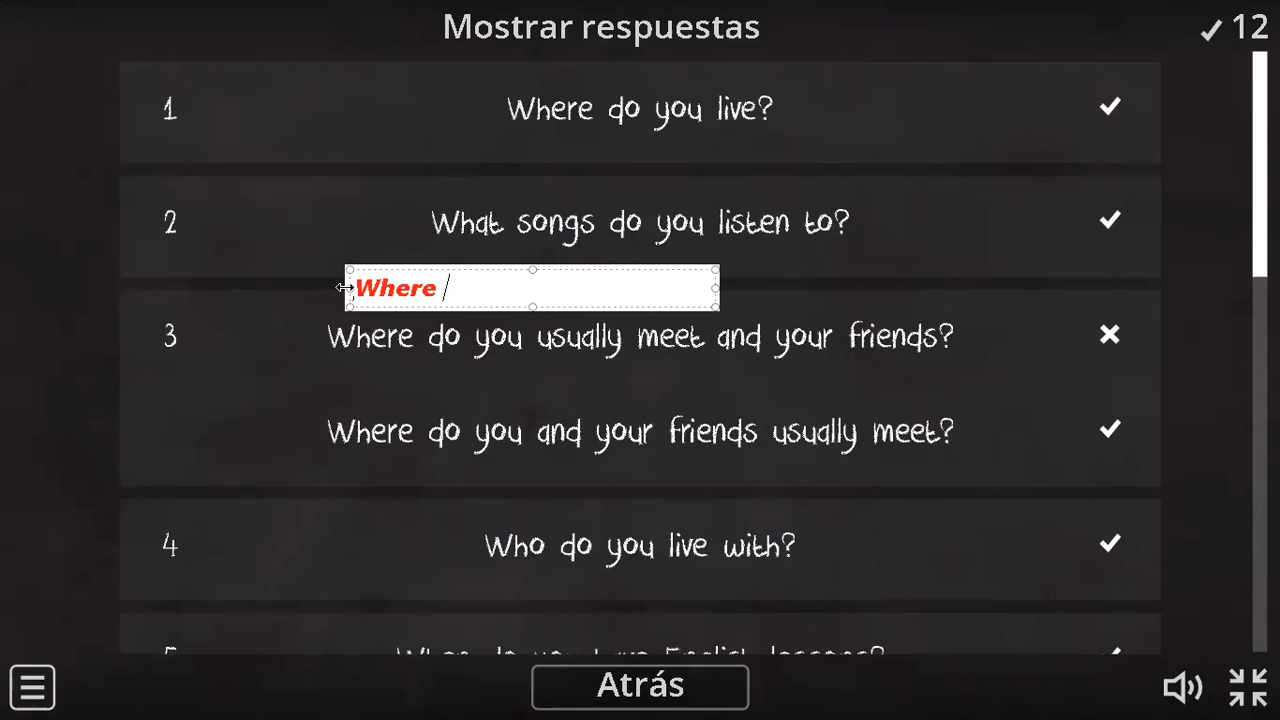 Mostrar respuestas
12
1 Where do you live?
2 What songs do you listen to?
Where
3 Where do you usually meet and your friends?
Where do you and your friends usually meet?
4 Who do you live with?
Atrás